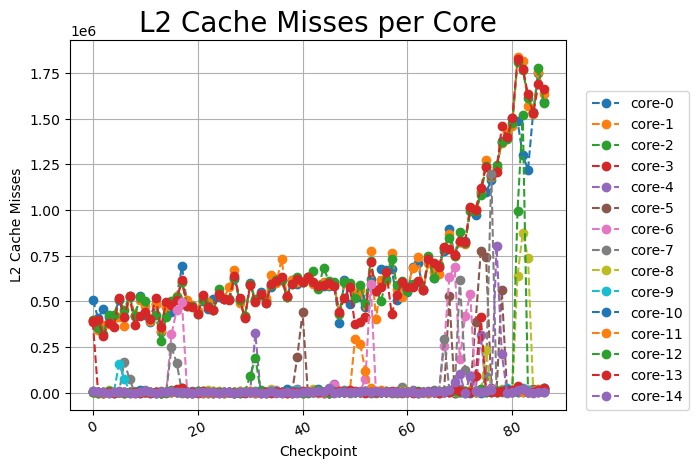 L2 Cache Misses per Core
1e6
1.75
1.50
1.25
1.00
0.75
0.50
0.25
0.00
L2 Cache Misses
0
20
40
60
80
Checkpoint
core-0
core-1
core-2
core-3
core-4
core-5
core-6
core-7
core-8
core-9
core-10
core-11
core-12
core-13
core-14